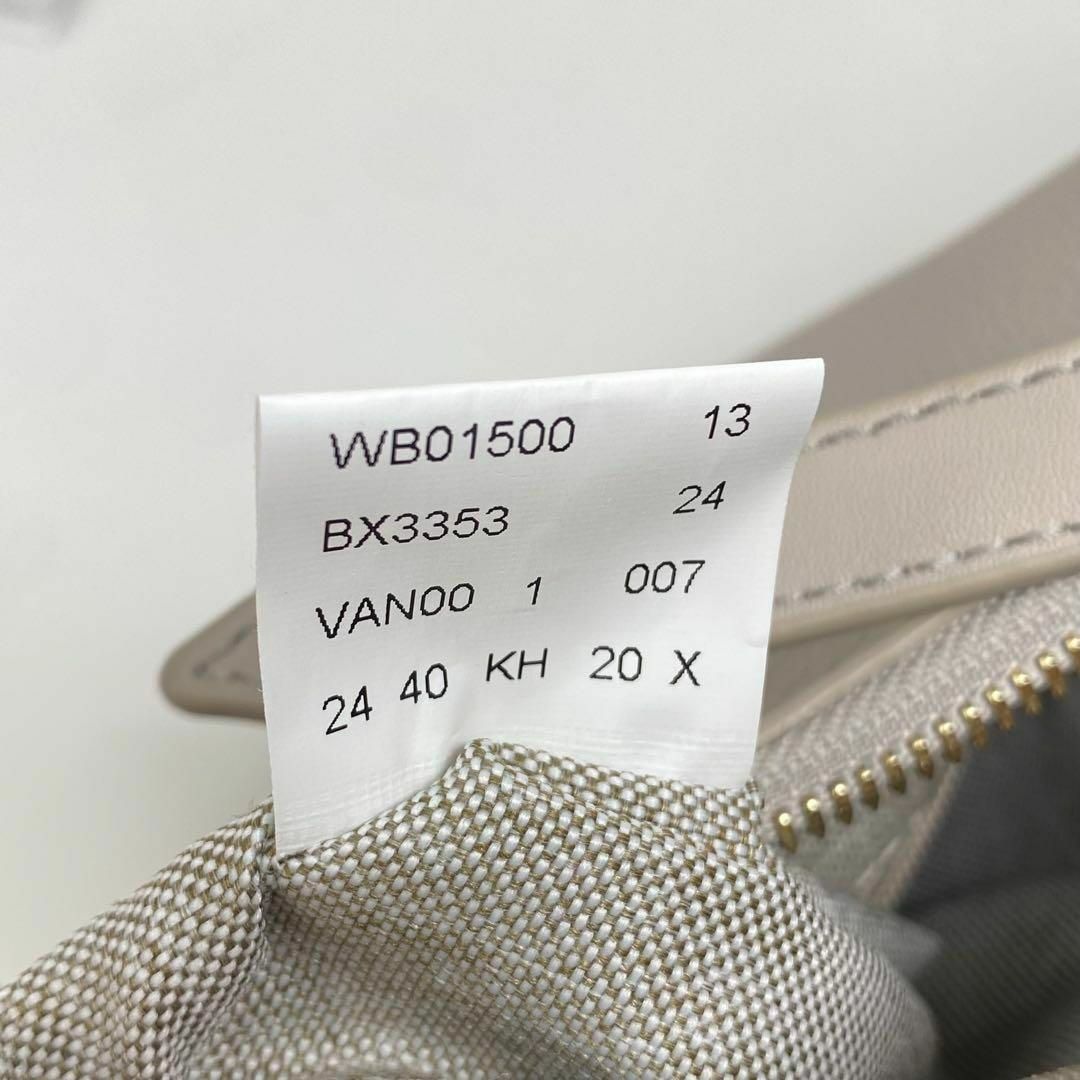 WB01500 13
BX3353 24
VAN00 1 007
24 40 KH 20 X